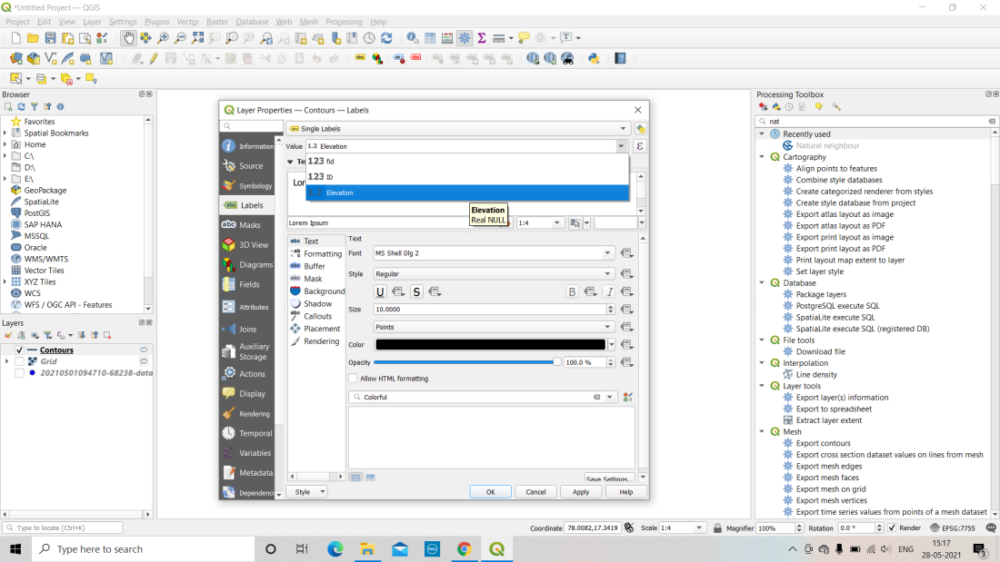 *Untitled Project — QGIS
Project Edit View Layer Settings Plugins Vector Raster Database Web Mesh Processing Help
Browser
Favorites
Spatial Bookmarks
Home
C:\
D:\
E:\
GeoPackage
SpatiaLite
PostGIS
SAP HANA
MSSQL
Oracle
WMS/WMTS
Vector Tiles
XYZ Tiles
WCS
WFS / OGC API - Features
Layers
Contours
Grid
20210501094710-68238-data
Layer Properties — Contours — Labels
Single Labels
Value 1.2 Elevation
123 fid
123 ID
Elevation
Elevation
Real NULL
Lorem Ipsum
1:4
Information
Source
Symbology
Labels
Masks
3D View
Diagrams
Fields
Attributes
Joins
Auxiliary
Storage
Actions
Display
Rendering
Temporal
Variables
Metadata
Text
Formatting
Buffer
Mask
Background
Shadow
Callouts
Placement
Rendering
Text
Font MS Shell Dlg 2
Style Regular
U S B I
Size 10.0000
Points
Color
Opacity 100.0 %
Allow HTML formatting
Colorful
Save Settings...
Style OK Cancel Apply Help
Processing Toolbox
nat
Recently used
Natural neighbour
Cartography
Align points to features
Combine style databases
Create categorized renderer from styles
Create style database from project
Export atlas layout as image
Export atlas layout as PDF
Export print layout as image
Export print layout as PDF
Print layout map extent to layer
Set layer style
Database
Package layers
PostgreSQL execute SQL
SpatiaLite execute SQL
SpatiaLite execute SQL (registered DB)
File tools
Download file
Interpolation
Line density
Layer tools
Export layer(s) information
Export to spreadsheet
Extract layer extent
Mesh
Export contours
Export cross section dataset values on lines from mesh
Export mesh edges
Export mesh faces
Export mesh on grid
Export mesh vertices
Export time series values from points of a mesh dataset
Type to locate (Ctrl+K)
Coordinate 78.0082,17.3419 Scale 1:4 Magnifier 100% Rotation 0.0 ° Render EPSG:7755
Type here to search
ENG
15:17
28-05-2021
3